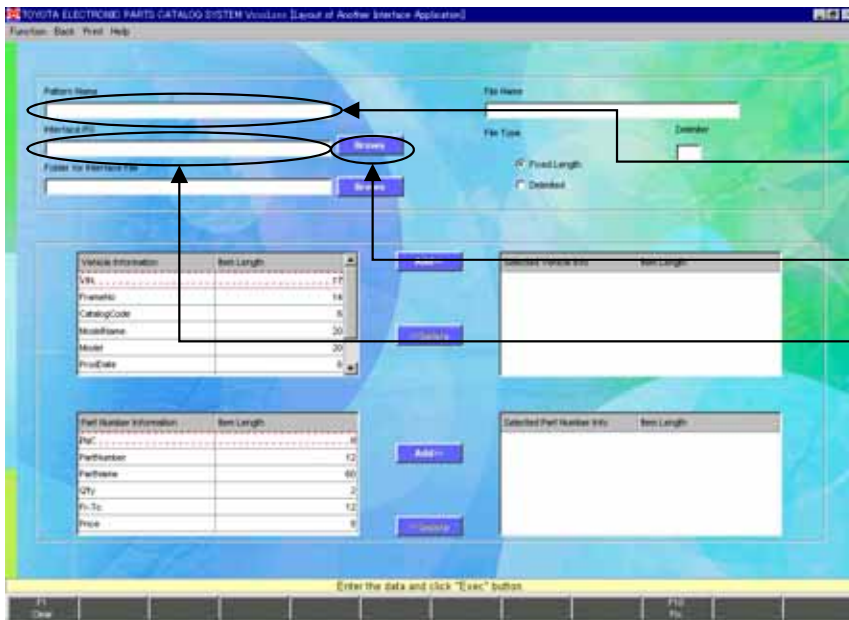 TOYOTA ELECTRONIC PARTS CATALOG SYSTEM [Layout of Another Interface Application]
Function Back Print Help
Pattern Name
File Name
Interface PG
Browse
File Type
Delimiter
Fixed Length
Folder for Interface File
Browse
Delimited
Vehicle Information
Item Length
Add>>
Selected Vehicle Info
Item Length
VIN 17
FrameNo 14
CatalogCode 6
ModelName 20
<<Delete
Model 20
ProdDate 6
Part Number Information
Item Length
Selected Part Number Info
Item Length
PNC
PartNumber 12
Add>>
PartName 60
Qty 2
Fr-To 12
Price
<<Delete
Enter the data and click "Exec" button.
F1
Clear